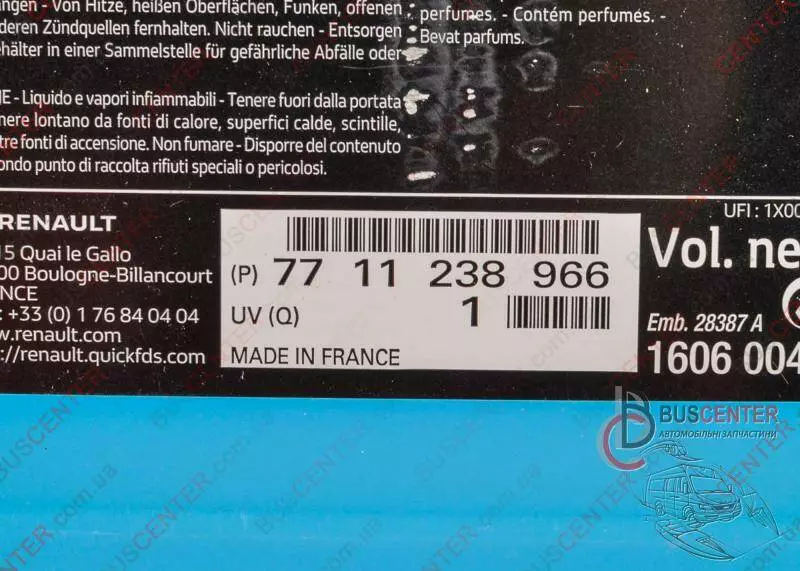 ngen - Von Hitze, heißen Oberflächen, Funken, offenen
deren Zündquellen fernhalten. Nicht rauchen - Entsorgen
ehälter in einer Sammelstelle für gefährliche Abfälle oder
perfumes. - Contém perfumes. -
Bevat parfums.
E - Liquido e vapori infiammabili - Tenere fuori dalla portata
nere lontano da fonti di calore, superfici calde, scintille,
tre fonti di accensione. Non fumare - Disporre del contenuto
ondo punto di raccolta rifiuti speciali o pericolosi.
RENAULT
15 Quai le Gallo
00 Boulogne-Billancourt
NCE
: +33 (0) 1 76 84 04 04
w.renault.com
://renault.quickfds.com
(P) 77 11 238 966
UV (Q) 1
MADE IN FRANCE
UFI : 1X00
Vol. ne
Emb. 28387 A
1606 004
BUSCENTER
АВТОМОБІЛЬНІ ЗАПЧАСТИНИ